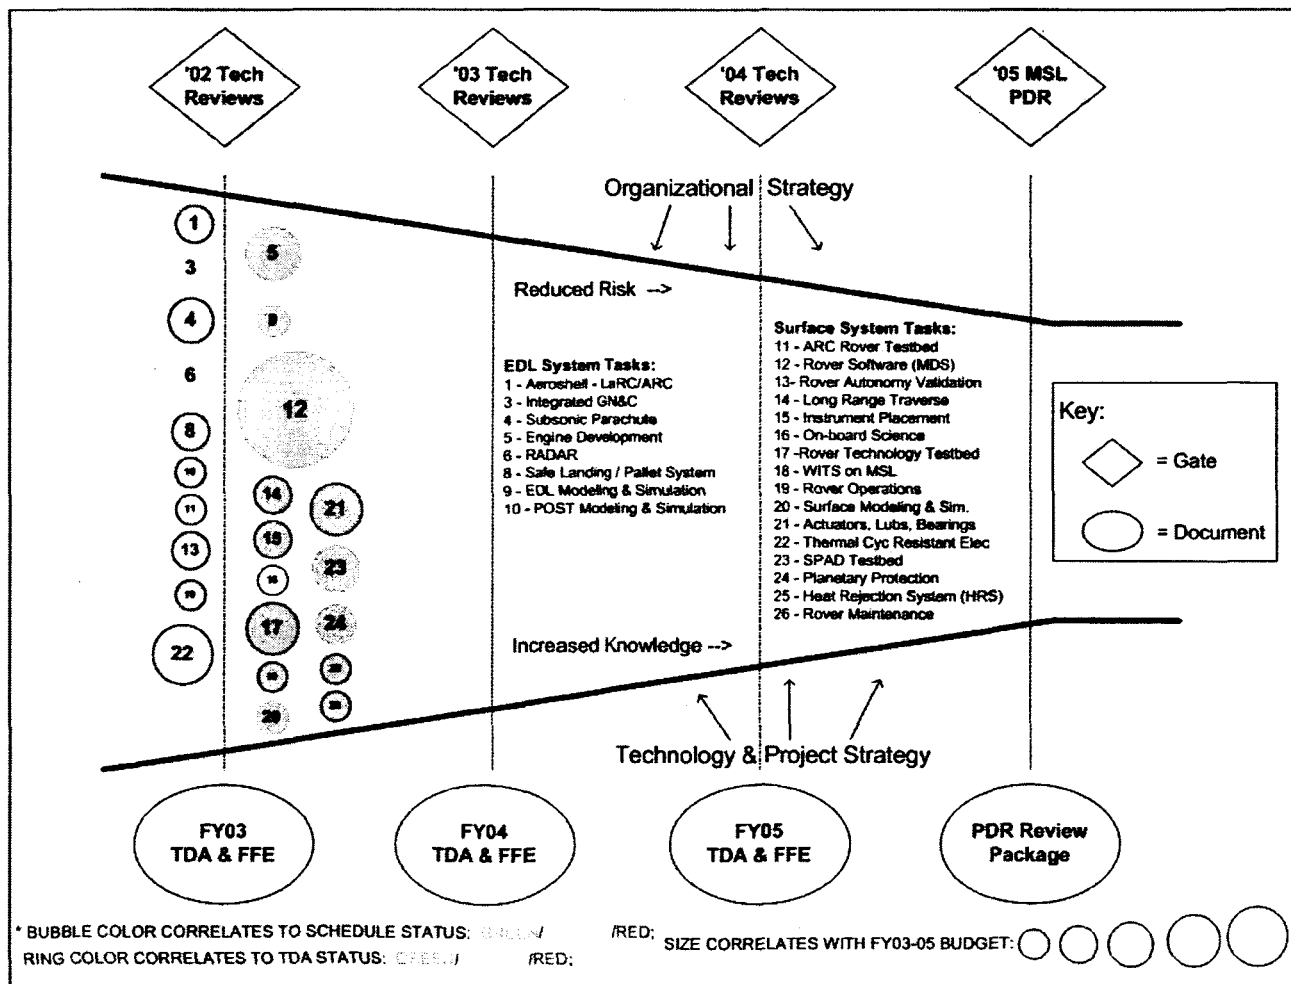 '02 Tech
Reviews
'03 Tech
Reviews
'04 Tech
Reviews
'05 MSL
PDR
Organizational Strategy
Reduced Risk -->
1
3
4
6
8
10
11
13
22
5
9
12
14
15
17
20
21
23
24
EDL System Tasks:
1 - Aeroshell - LaRC/ARC
3 - Integrated GN&C
4 - Subsonic Parachute
5 - Engine Development
6 - RADAR
8 - Safe Landing / Pallet System
9 - EDL Modeling & Simulation
10 - POST Modeling & Simulation
Surface System Tasks:
11 - ARC Rover Testbed
12 - Rover Software (MDS)
13- Rover Autonomy Validation
14 - Long Range Traverse
15 - Instrument Placement
16 - On-board Science
17 -Rover Technology Testbed
18 - WITS on MSL
19 - Rover Operations
20 - Surface Modeling & Sim.
21 - Actuators, Lubs, Bearings
22 - Thermal Cyc Resistant Elec
23 - SPAD Testbed
24 - Planetary Protection
25 - Heat Rejection System (HRS)
26 - Rover Maintenance
Key:
= Gate
= Document
Increased Knowledge -->
Technology & Project Strategy
FY03
TDA & FFE
FY04
TDA & FFE
FY05
TDA & FFE
PDR Review
Package
* BUBBLE COLOR CORRELATES TO SCHEDULE STATUS: /RED;
RING COLOR CORRELATES TO TDA STATUS: /RED;
SIZE CORRELATES WITH FY03-05 BUDGET: